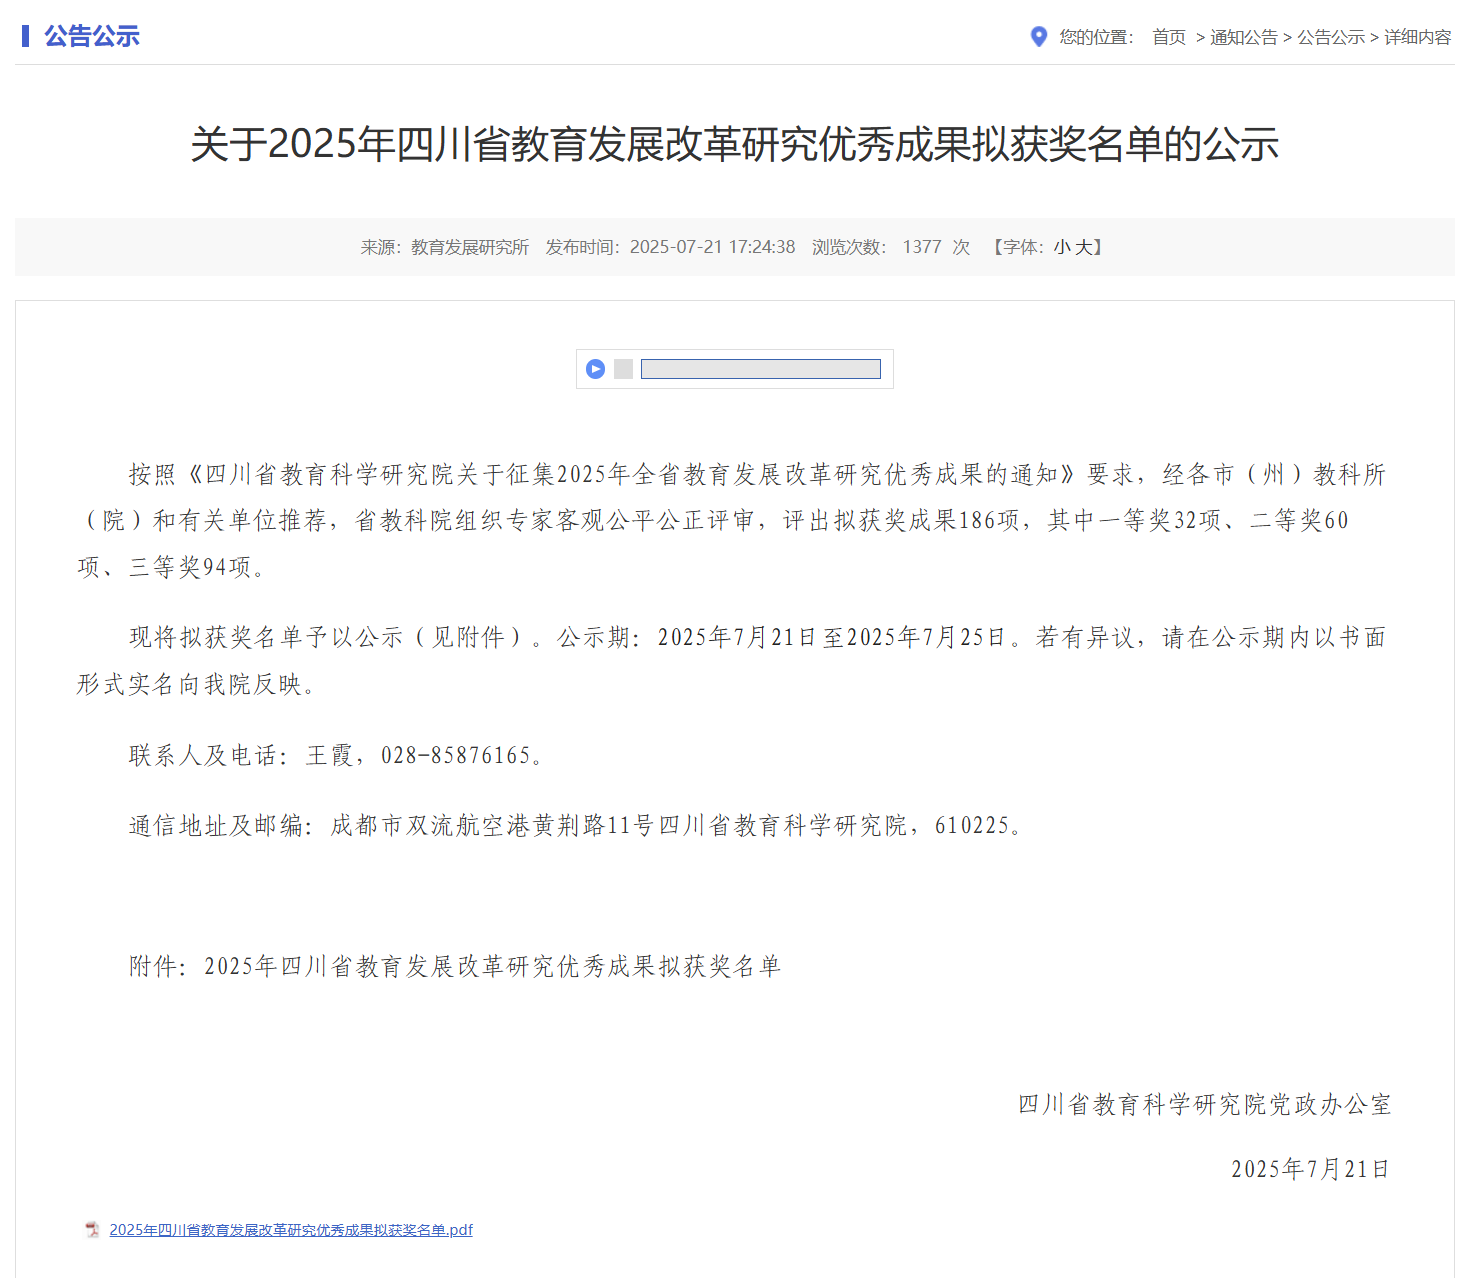 公告公示
您的位置： 首页 > 通知公告 > 公告公示 > 详细内容
关于2025年四川省教育发展改革研究优秀成果拟获奖名单的公示
来源：教育发展研究所 发布时间：2025-07-21 17:24:38 浏览次数： 1377 次 【字体：小 大】
按照《四川省教育科学研究院关于征集2025年全省教育发展改革研究优秀成果的通知》要求，经各市（州）教科所
（院）和有关单位推荐，省教科院组织专家客观公平公正评审，评出拟获奖成果186项，其中一等奖32项、二等奖60
项、三等奖94项。
现将拟获奖名单予以公示（见附件）。公示期：2025年7月21日至2025年7月25日。若有异议，请在公示期内以书面
形式实名向我院反映。
联系人及电话：王霞，028-85876165。
通信地址及邮编：成都市双流航空港黄荆路11号四川省教育科学研究院，610225。
附件：2025年四川省教育发展改革研究优秀成果拟获奖名单
四川省教育科学研究院党政办公室
2025年7月21日
2025年四川省教育发展改革研究优秀成果拟获奖名单.pdf